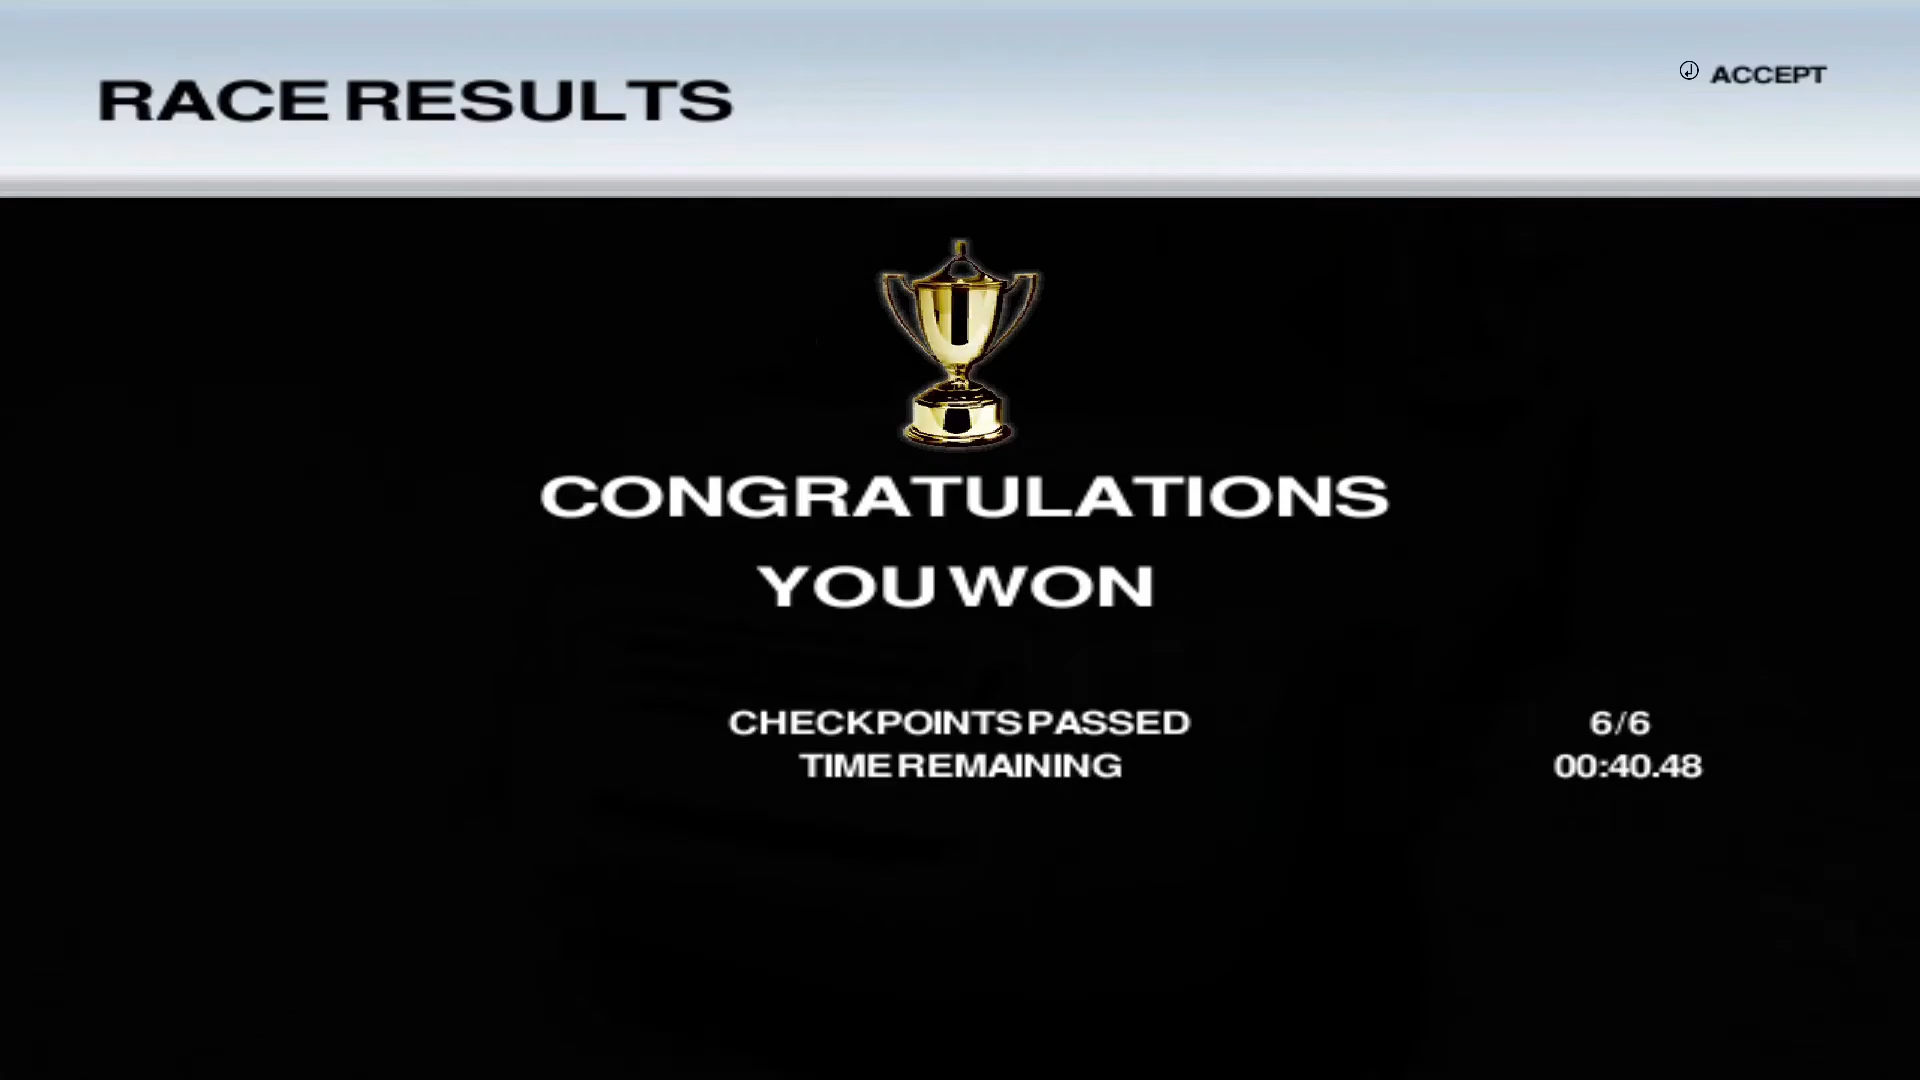 RACE RESULTS
ACCEPT
CONGRATULATIONS
YOU WON
CHECKPOINTS PASSED 6/6
TIME REMAINING 00:40.48